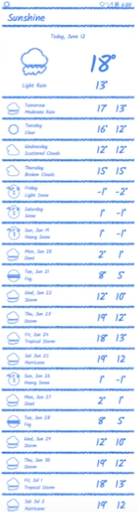 Sunshine
Today, June 12
18°
Light Rain
13°
Tomorrow
Moderate Rain
17° 13°
Tuesday
Clear
16° 12°
Wednesday
Scattered Clouds
12° 12°
Thursday
Broken Clouds
15° 15°
Friday
Light Snow
-1° -2°
Saturday
Snow
1° -1°
Sun, Jun 19
Heavy Snow
1° -1°
Mon, Jun 20
2° 1°
Tue, Jun 21
Fog
8° 5°
Wed, Jun 22
Storm
12° 10°
Thu, Jun 23
Storm
19° 12°
Fri, Jun 24
Tropical Storm
18° 13°
Sat, Jun 25
Hurricane
19° 12
Sun, Jun 26
Heavy Snow
1° -1°
Mon, Jun 27
2° 1°
Tue, Jun 28
Fog
8° 5°
Wed, Jun 29
Storm
12° 10°
Thu, Jun 30
Storm
19° 12°
Fri, Jul 1
Tropical Storm
18° 13°
Sat, Jul 2
Hurricane
19° 12